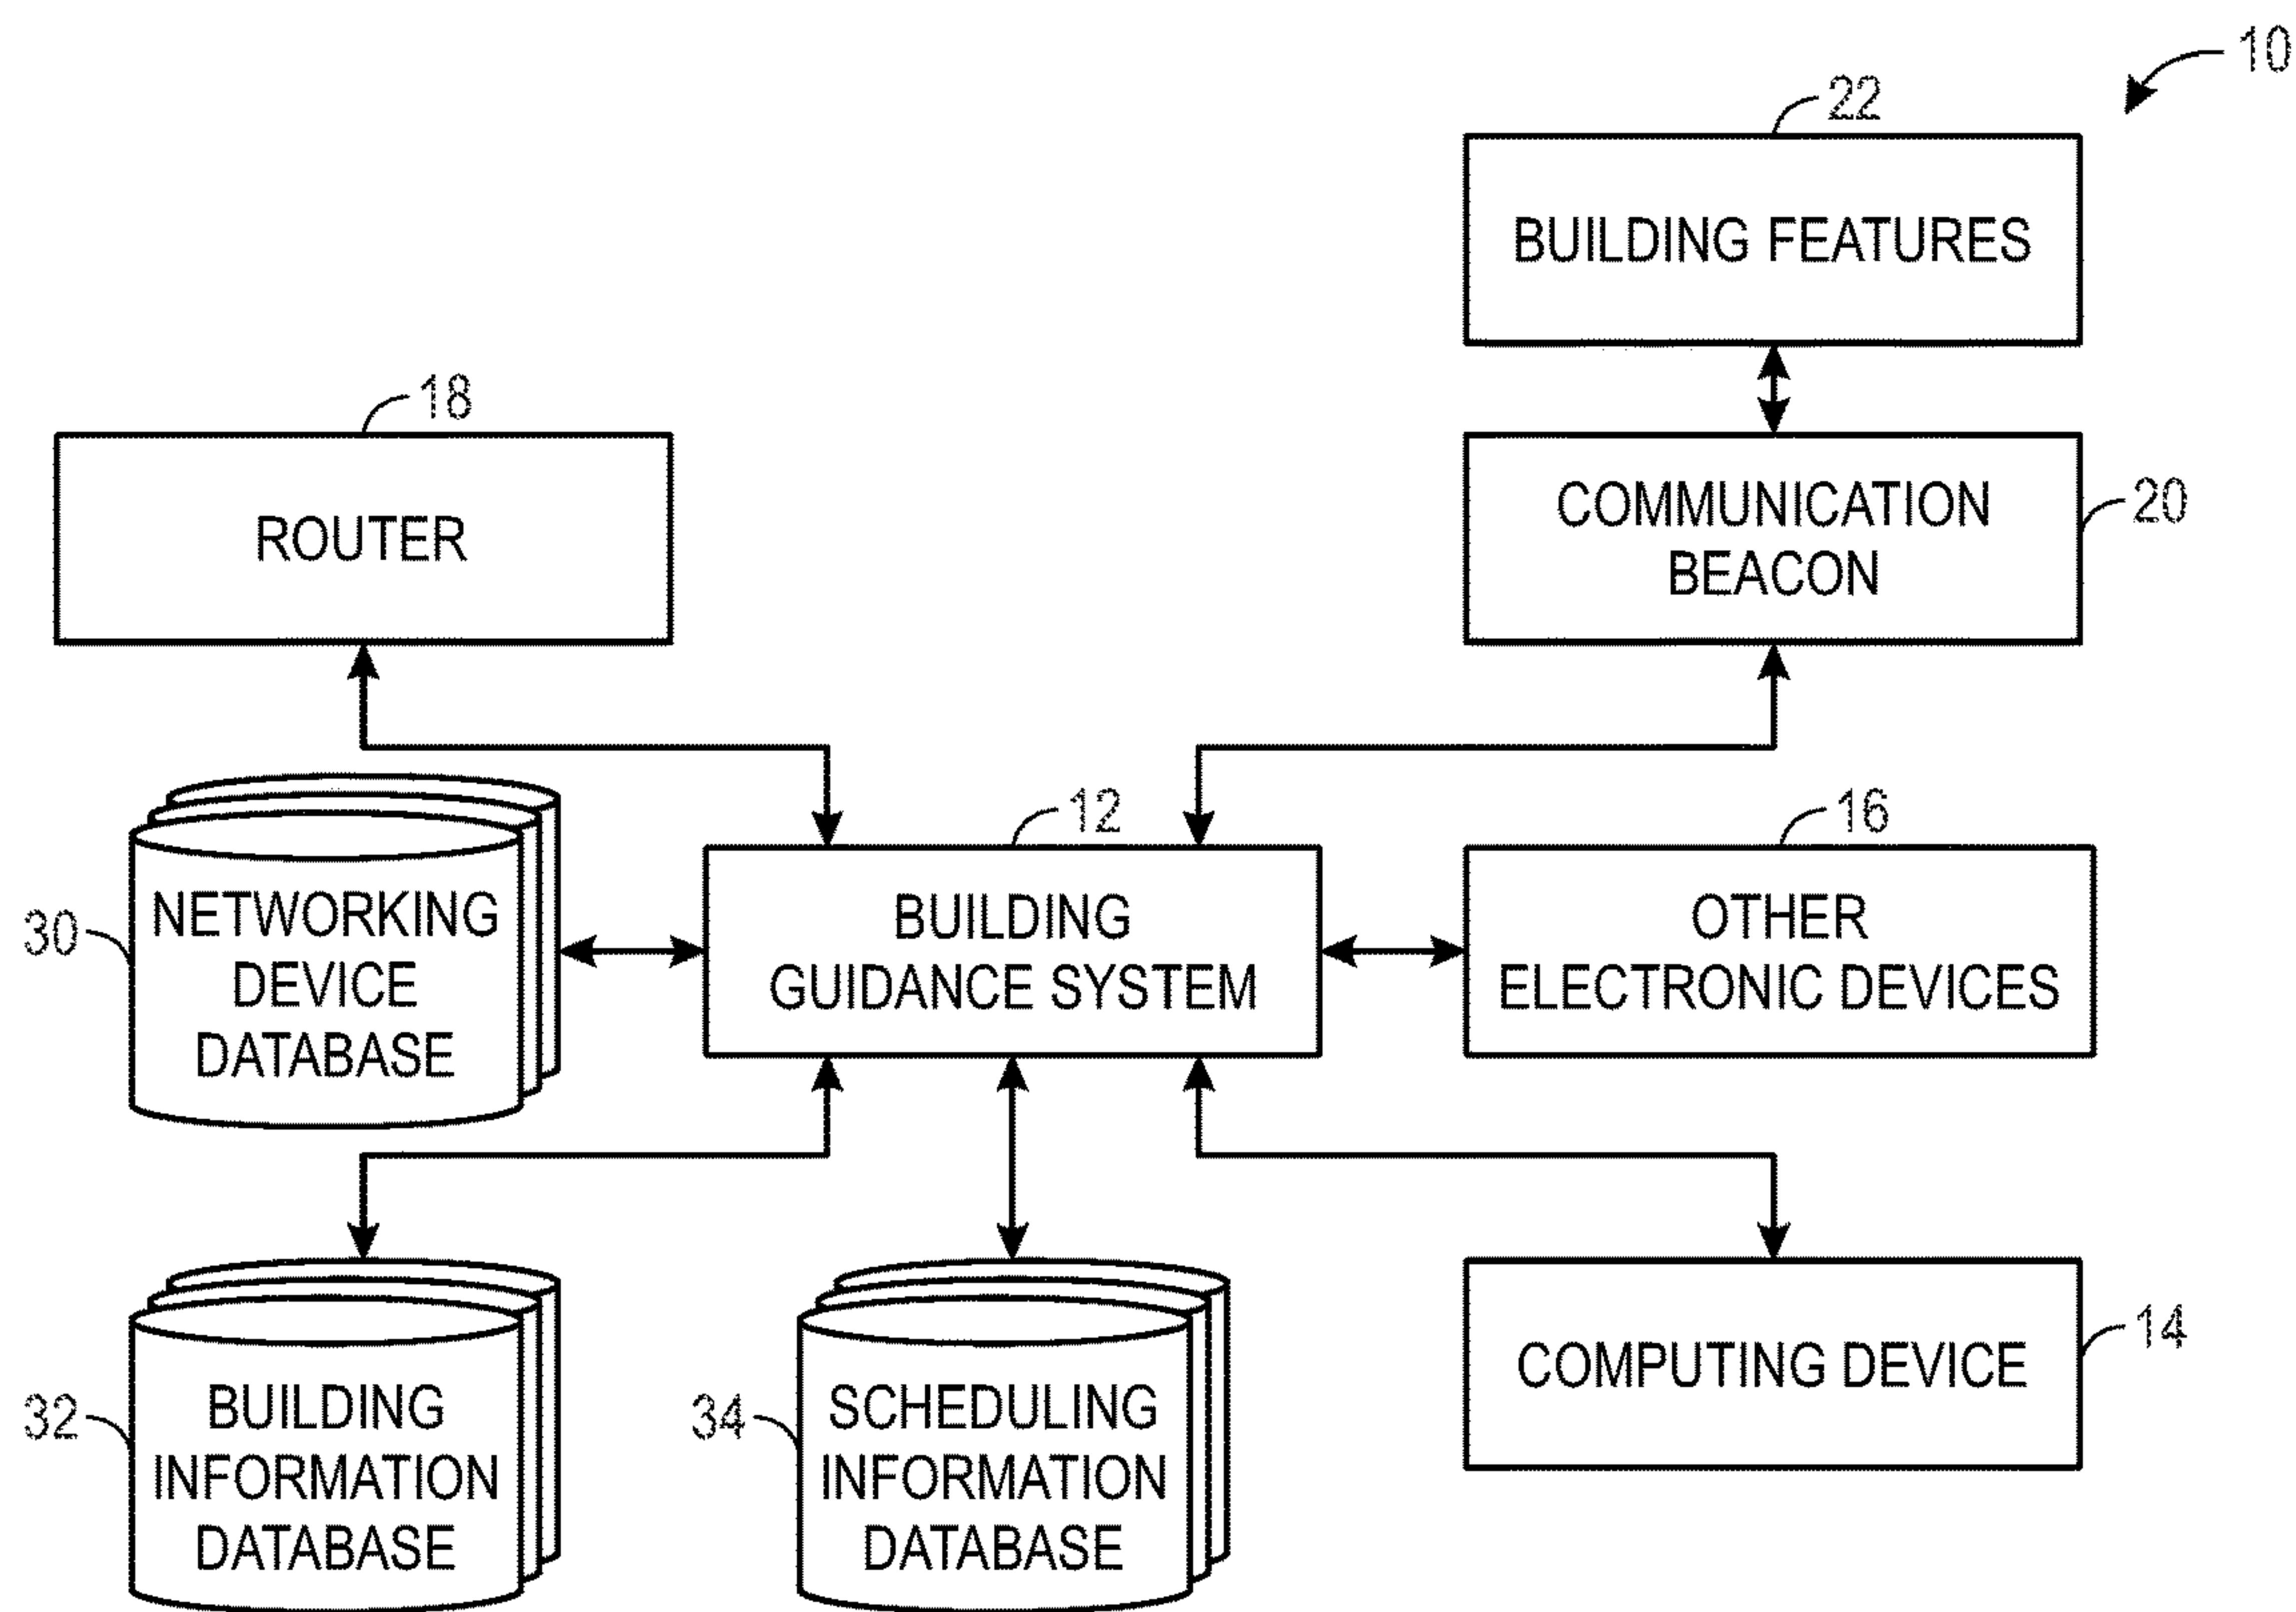 10
22
BUILDING FEATURES
18
ROUTER
COMMUNICATION
BEACON
20
30
NETWORKING
DEVICE
DATABASE
12
BUILDING
GUIDANCE SYSTEM
16
OTHER
ELECTRONIC DEVICES
32
BUILDING
INFORMATION
DATABASE
34
SCHEDULING
INFORMATION
DATABASE
COMPUTING DEVICE
14